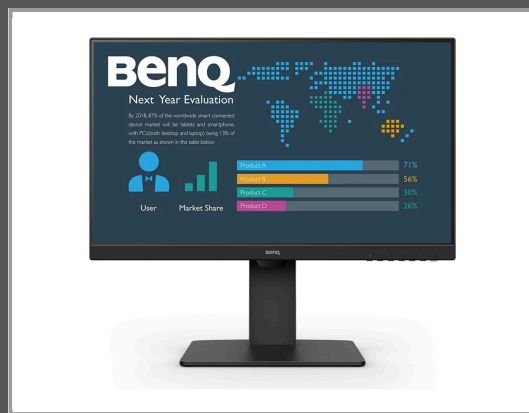 BenQ
Next Year Evaluation
By 2018, 87% of the worldwide smart connected
device market will be tablets and smartphone,
with PCs(both desktop and laptop) being 13% of
the market as shown in the table below:
User
Market Share
Product A 71%
Product B 56%
Product C 30%
Product D 26%
BenQ